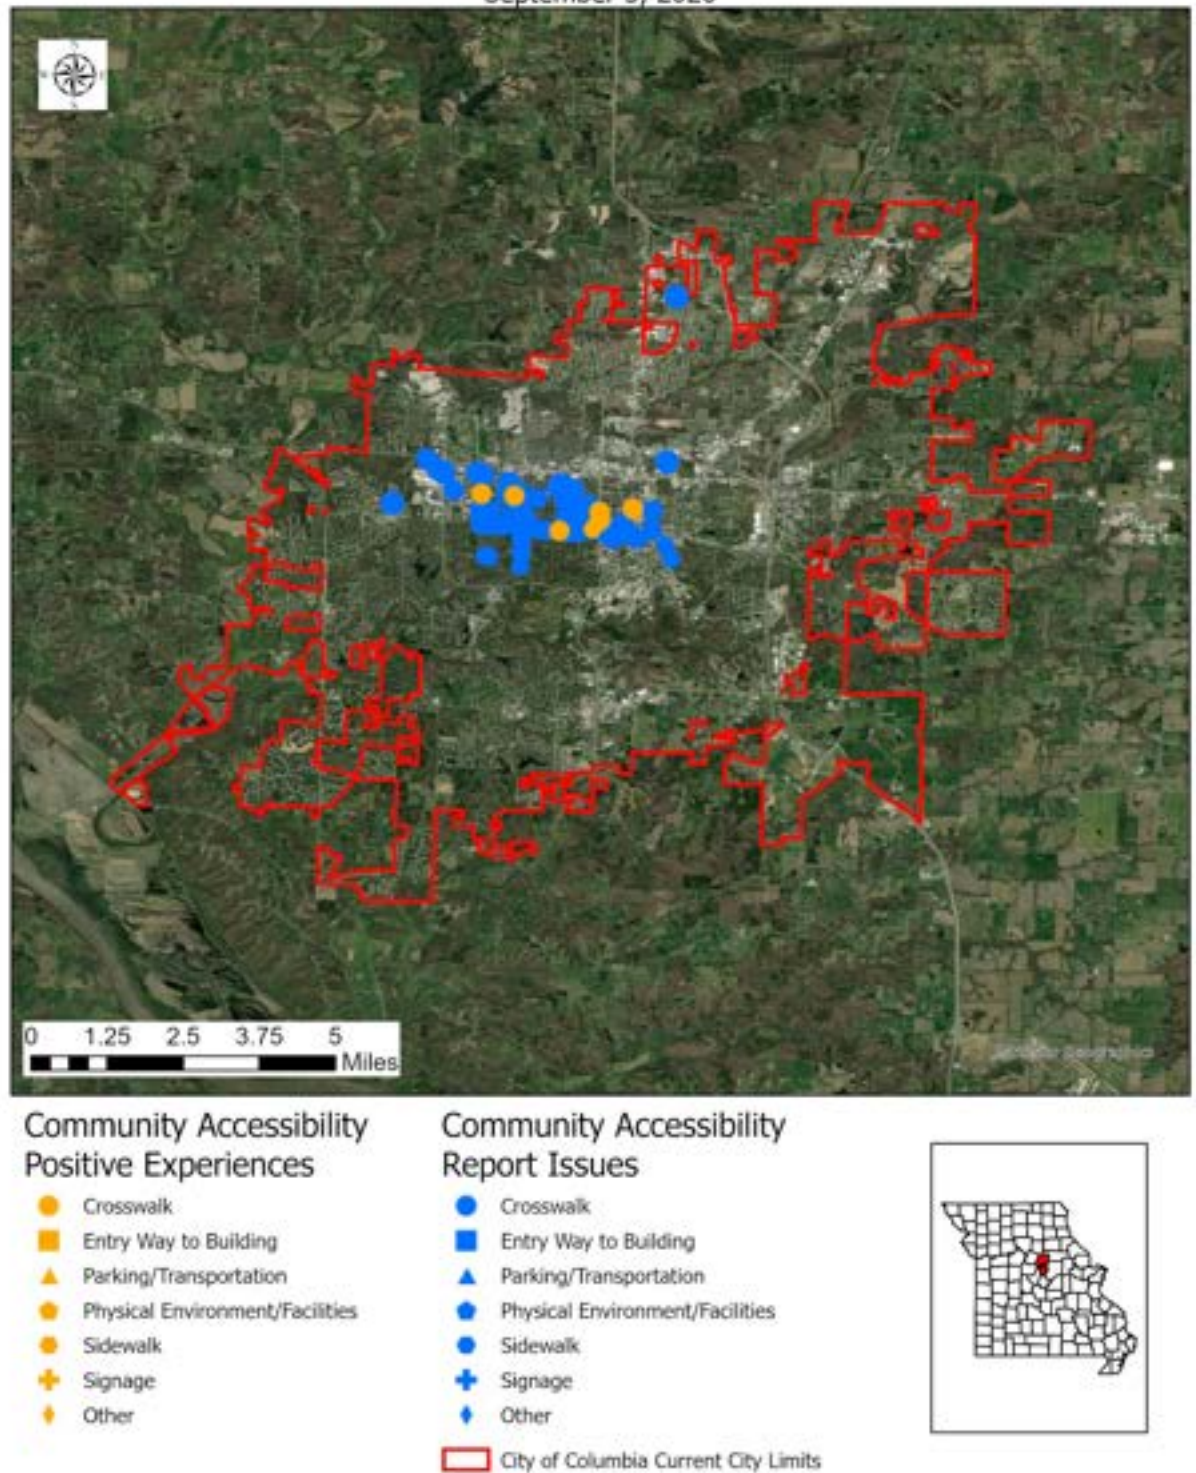 0 1.25 2.5 3.75 5
Miles
Community Accessibility
Positive Experiences
Crosswalk
Entry Way to Building
Parking/Transportation
Physical Environment/Facilities
Sidewalk
Signage
Other
Community Accessibility
Report Issues
Crosswalk
Entry Way to Building
Parking/Transportation
Physical Environment/Facilities
Sidewalk
Signage
Other
City of Columbia Current City Limits